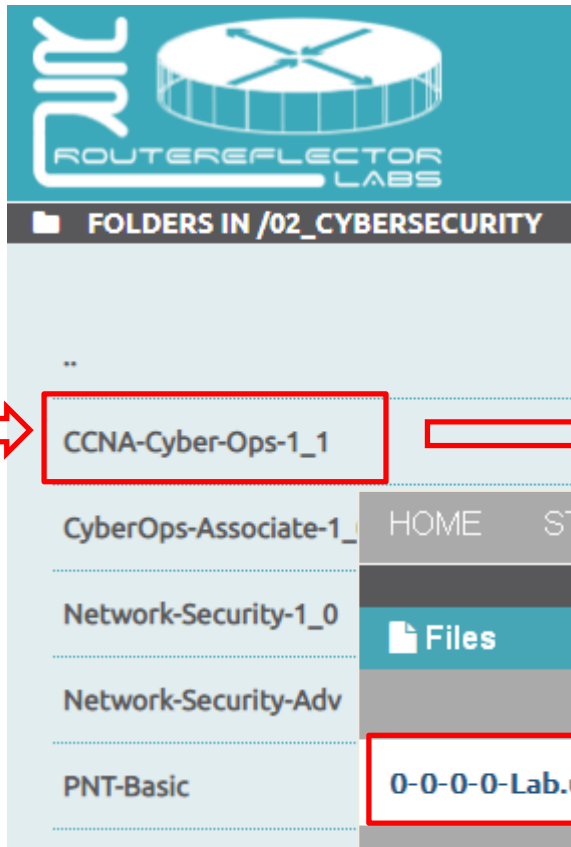 RUNC
ROUTEREFLECTOR
LABS
FOLDERS IN /02_CYBERSECURITY
..
CCNA-Cyber-Ops-1_1
CyberOps-Associate-1_
HOME
Network-Security-1_0
Files
Network-Security-Adv
PNT-Basic
0-0-0-0-Lab.